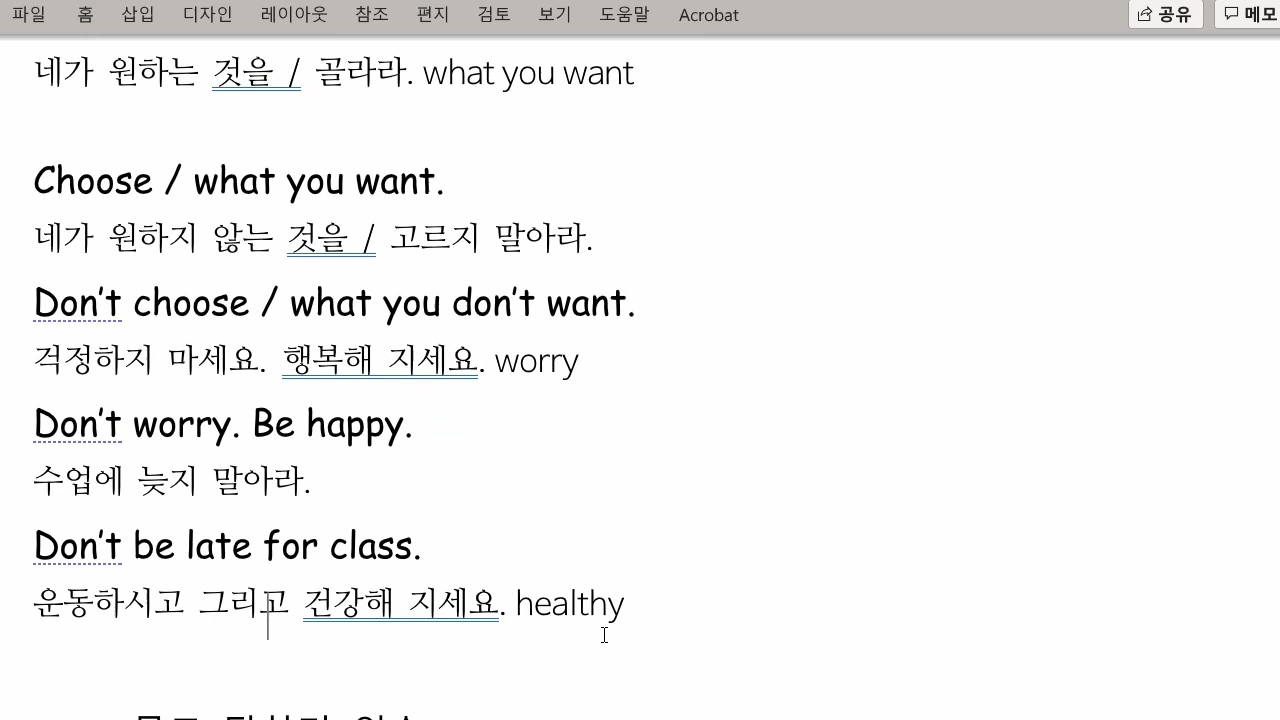 파일 홈 삽입 디자인 레이아웃 참조 편지 검토 보기 도움말 Acrobat 공유 메모
네가 원하는 것을 / 골라라. what you want
Choose / what you want.
네가 원하지 않는 것을 / 고르지 말아라.
Don't choose / what you don't want.
걱정하지 마세요. 행복해 지세요. worry
Don't worry. Be happy.
수업에 늦지 말아라.
Don't be late for class.
운동하시고 그리고 건강해 지세요. healthy